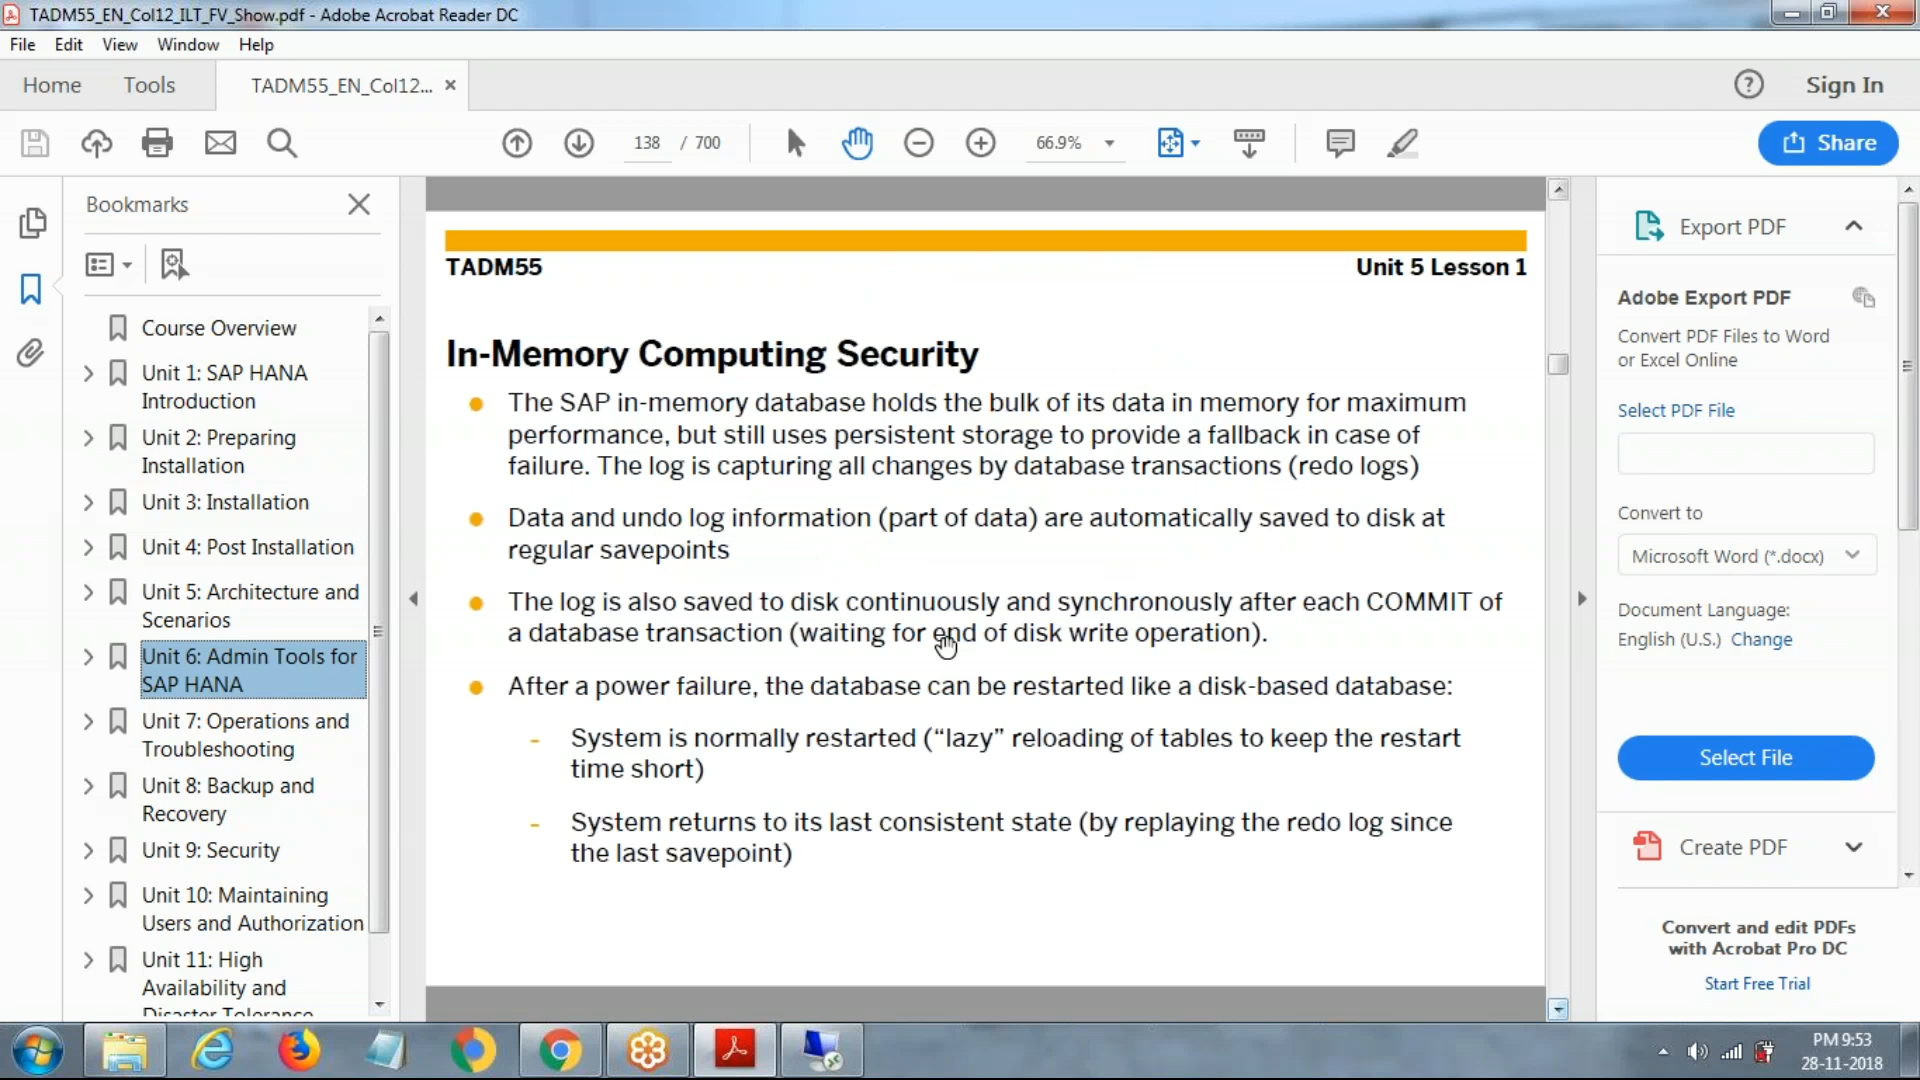 TADM55_EN_Col12_ILT_FV_Show.pdf - Adobe Acrobat Reader DC
File Edit View Window Help
Home Tools TADM55_EN_Col12... Sign In
138 / 700 66.9% Share
Bookmarks
Course Overview
Unit 1: SAP HANA
Introduction
Unit 2: Preparing
Installation
Unit 3: Installation
Unit 4: Post Installation
Unit 5: Architecture and
Scenarios
Unit 6: Admin Tools for
SAP HANA
Unit 7: Operations and
Troubleshooting
Unit 8: Backup and
Recovery
Unit 9: Security
Unit 10: Maintaining
Users and Authorization
Unit 11: High
Availability and
Disaster Tolerance
TADM55 Unit 5 Lesson 1
In-Memory Computing Security
The SAP in-memory database holds the bulk of its data in memory for maximum
performance, but still uses persistent storage to provide a fallback in case of
failure. The log is capturing all changes by database transactions (redo logs)
Data and undo log information (part of data) are automatically saved to disk at
regular savepoints
The log is also saved to disk continuously and synchronously after each COMMIT of
a database transaction (waiting for end of disk write operation).
After a power failure, the database can be restarted like a disk-based database:
- System is normally restarted (“lazy” reloading of tables to keep the restart
time short)
- System returns to its last consistent state (by replaying the redo log since
the last savepoint)
Export PDF
Adobe Export PDF
Convert PDF Files to Word
or Excel Online
Select PDF File
Convert to
Microsoft Word (*.docx)
Document Language:
English (U.S.) Change
Select File
Create PDF
Convert and edit PDFs
with Acrobat Pro DC
Start Free Trial
PM 9:53
28-11-2018